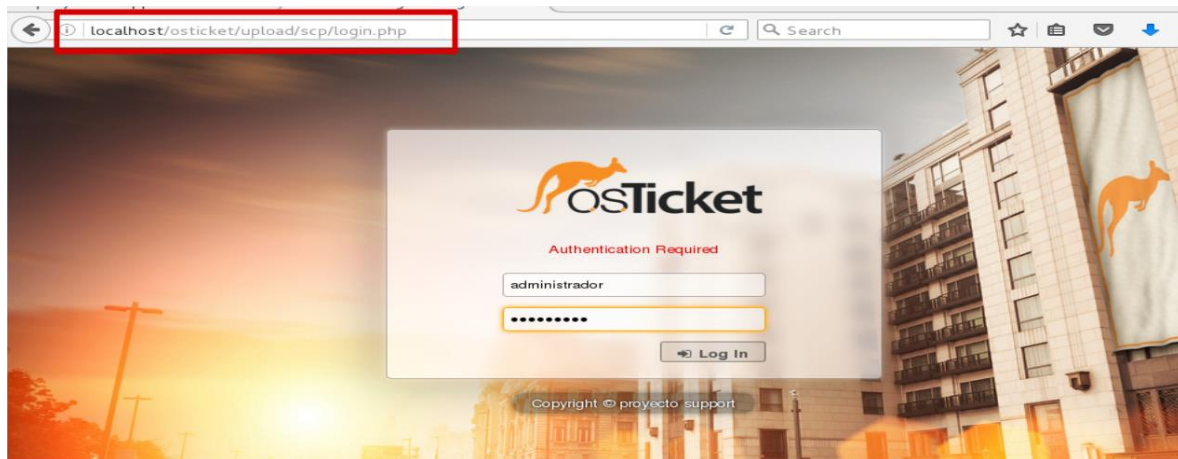 localhost/osticket/upload/scp/login.php
Search
osTicket
Authentication Required
administrador
•••••••••
Log In
Copyright © proyecto support